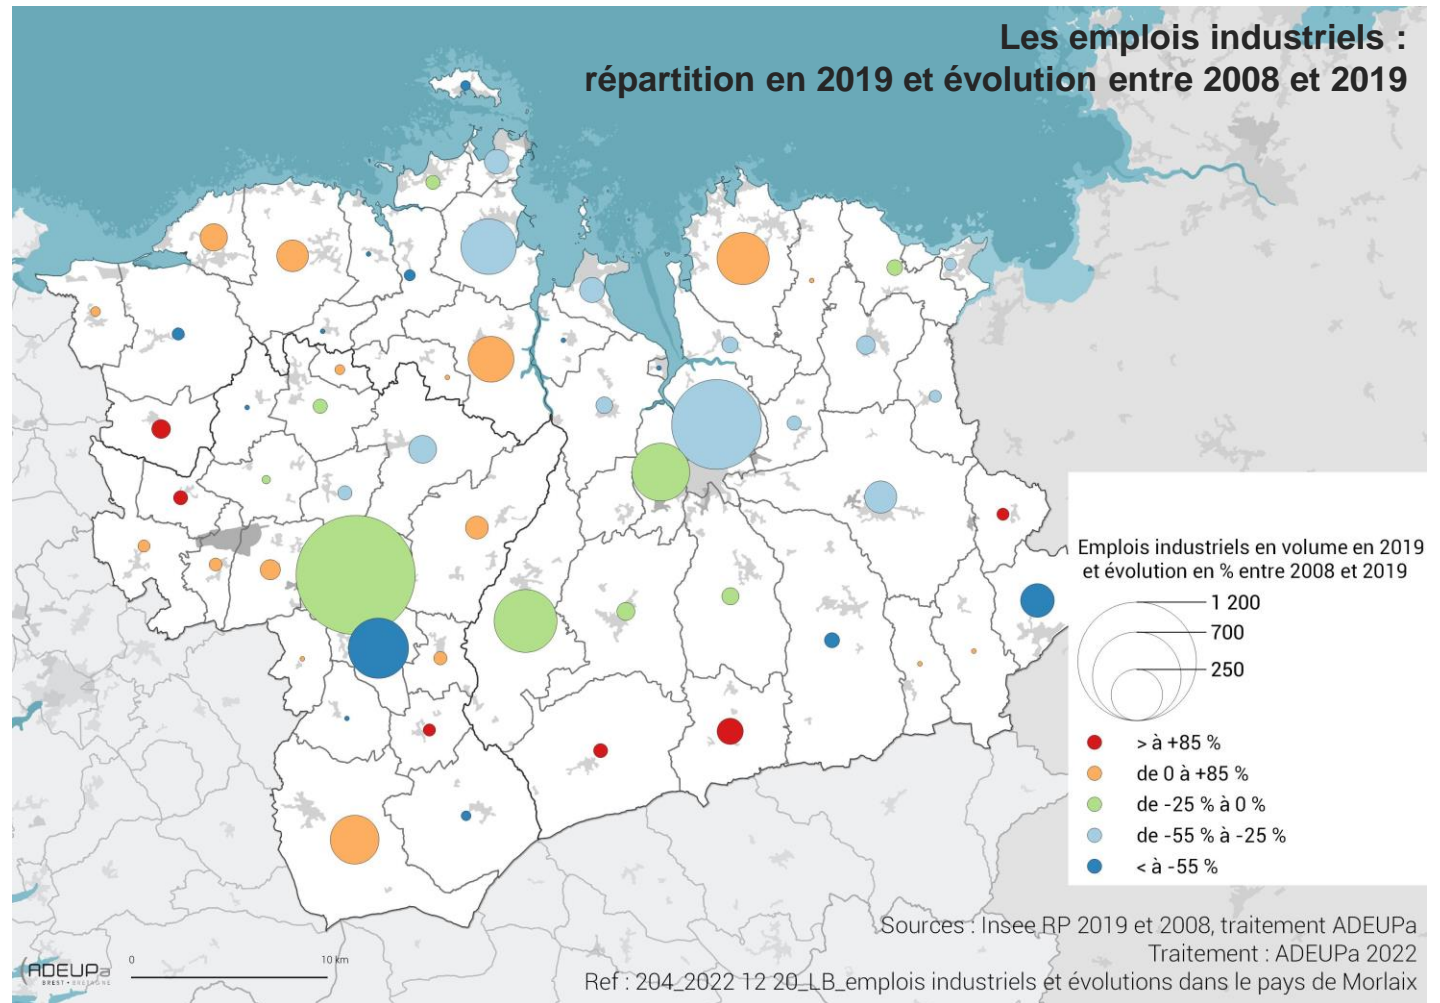 Les emplois industriels :
répartition en 2019 et évolution entre 2008 et 2019
Emplois industriels en volume en 2019
et évolution en % entre 2008 et 2019
1 200
700
250
> à +85 %
de 0 à +85 %
de -25 % à 0 %
de -55 % à -25 %
< à -55 %
Sources : Insee RP 2019 et 2008, traitement ADEUPa
Traitement : ADEUPa 2022
Ref : 204_2022 12 20_LB_emplois industriels et évolutions dans le pays de Morlaix
ADEUPa
BREST • BRETAGNE
0
10 km